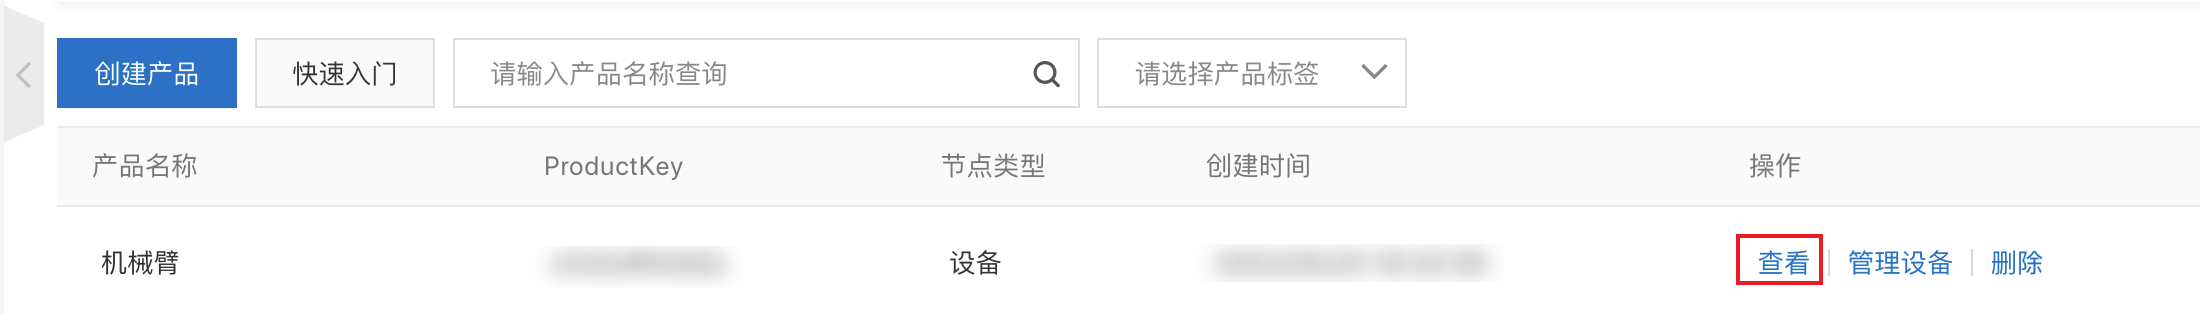 创建产品 快速入门 请输入产品名称查询 请选择产品标签
产品名称 ProductKey 节点类型 创建时间 操作
机械臂 设备 查看 管理设备 删除